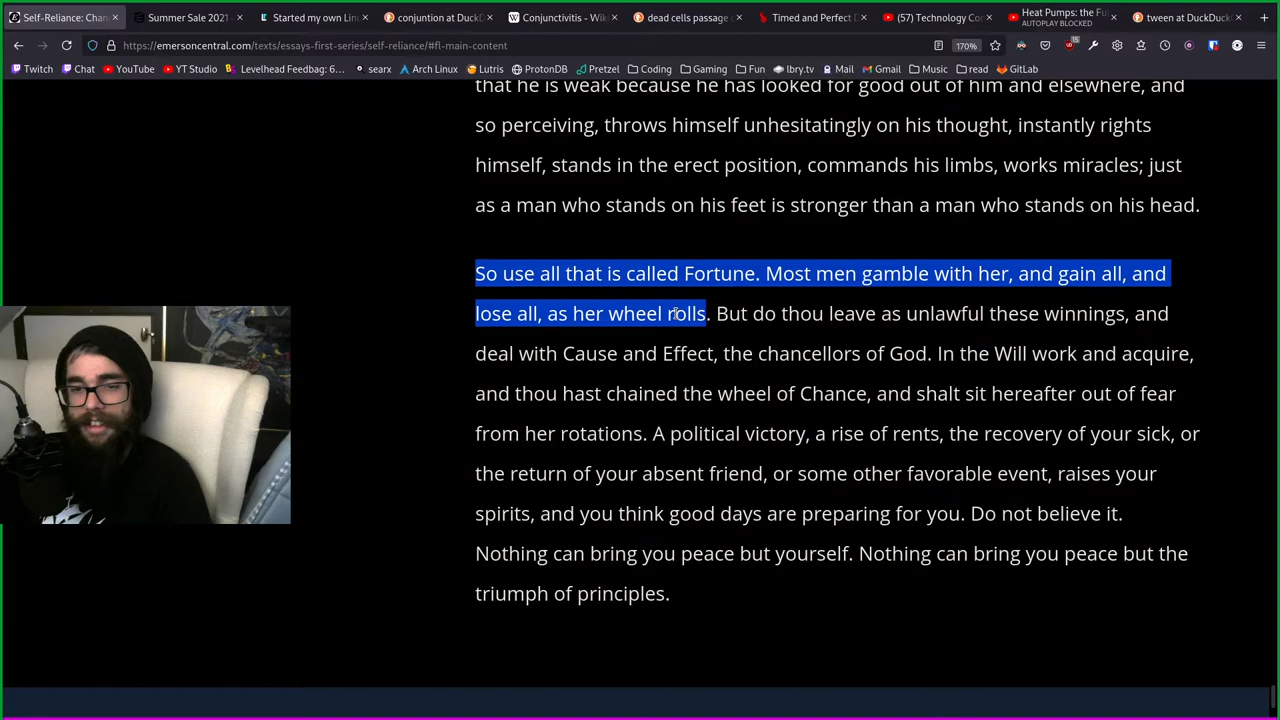 Self-Reliance: Chan
Summer Sale 2021
Started my own Lin
conjuntion at DuckD
Conjunctivitis - Wiki
dead cells passage
Timed and Perfect D
(57) Technology Con
Heat Pumps: the Fu
AUTOPLAY BLOCKED
tween at DuckDuck
https://emersoncentral.com/texts/essays-first-series/self-reliance/#fl-main-content
170%
15
Twitch Chat YouTube YT Studio Levelhead Feedbag: 6… searx Arch Linux Lutris ProtonDB Pretzel Coding Gaming Fun lbry.tv Mail Gmail Music read GitLab
that he is weak because he has looked for good out of him and elsewhere, and
so perceiving, throws himself unhesitatingly on his thought, instantly rights
himself, stands in the erect position, commands his limbs, works miracles; just
as a man who stands on his feet is stronger than a man who stands on his head.
So use all that is called Fortune. Most men gamble with her, and gain all, and
lose all, as her wheel rolls. But do thou leave as unlawful these winnings, and
deal with Cause and Effect, the chancellors of God. In the Will work and acquire,
and thou hast chained the wheel of Chance, and shalt sit hereafter out of fear
from her rotations. A political victory, a rise of rents, the recovery of your sick, or
the return of your absent friend, or some other favorable event, raises your
spirits, and you think good days are preparing for you. Do not believe it.
Nothing can bring you peace but yourself. Nothing can bring you peace but the
triumph of principles.